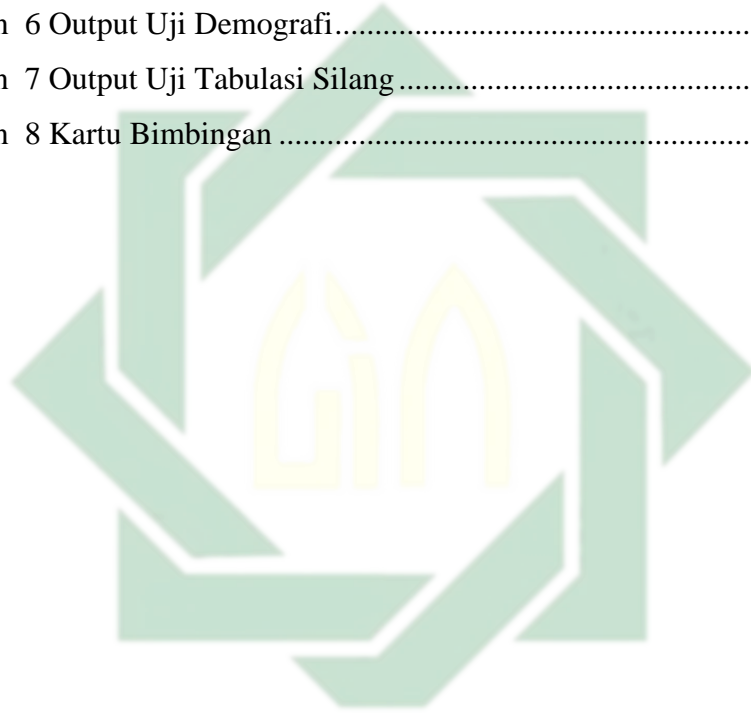 n 6 Output Uji Demografi..........................................................
n 7 Output Uji Tabulasi Silang..................................................
n 8 Kartu Bimbingan..................................................................